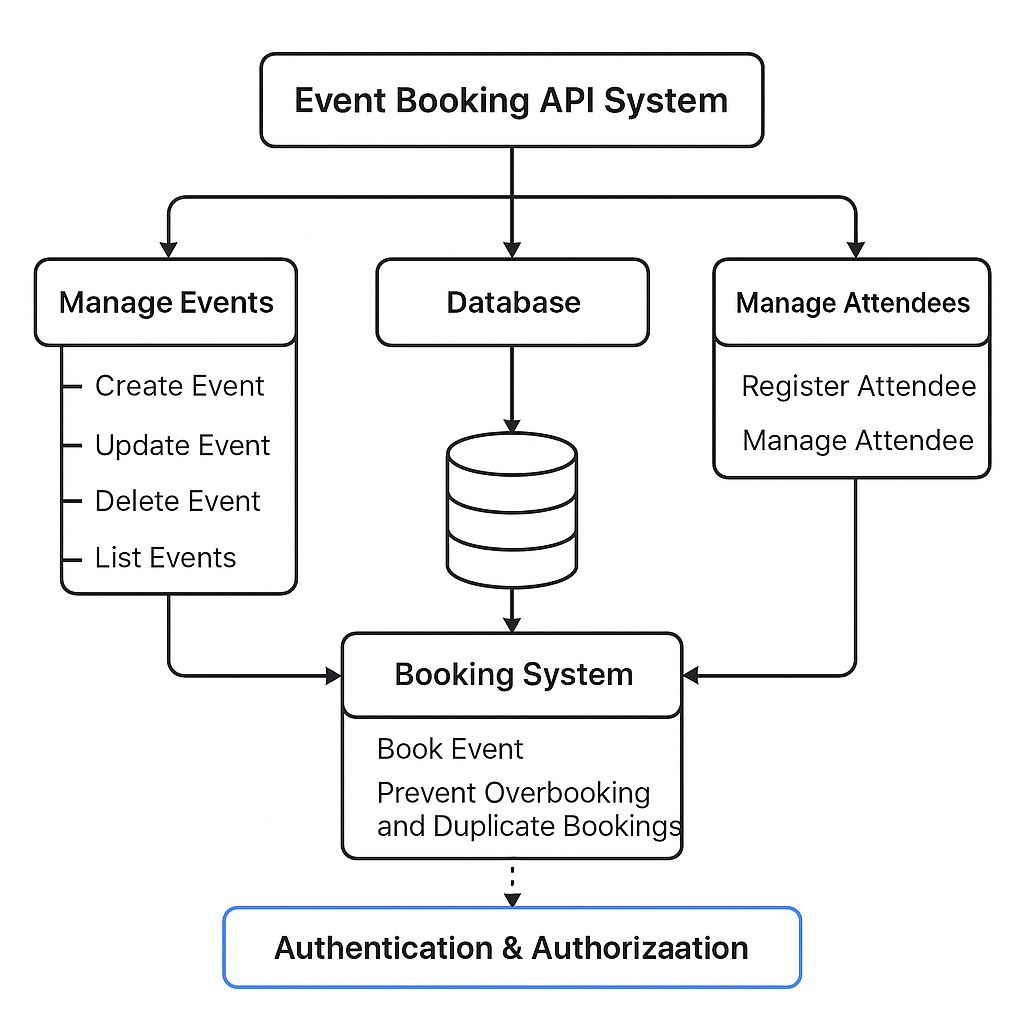 Event Booking API System
Manage Events
Create Event
Update Event
Delete Event
List Events
Database
Manage Attendees
Register Attendee
Manage Attendee
Booking System
Book Event
Prevent Overbooking
and Duplicate Bookings
Authentication & Authorizaation